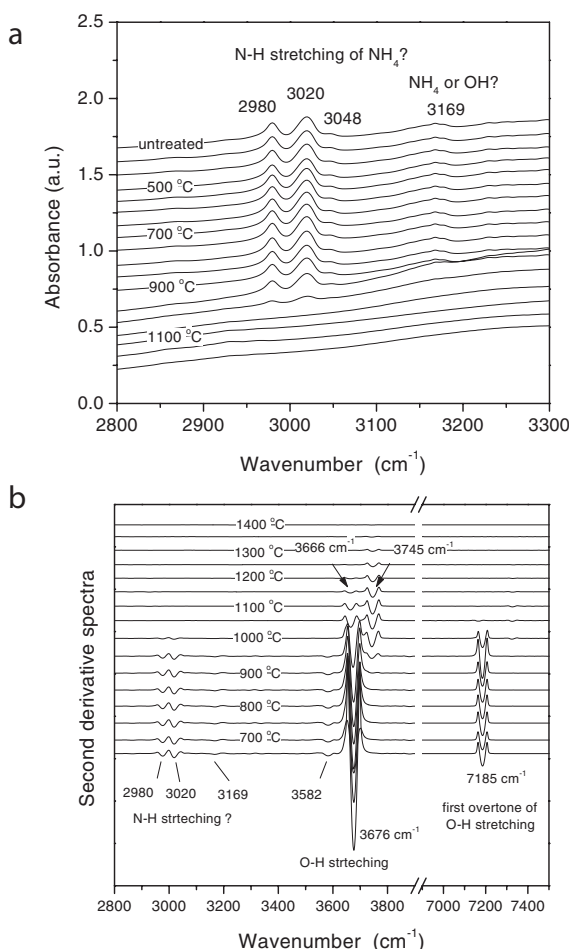 a
2.5
2.0
1.5
1.0
0.5
0.0
Absorbance (a.u.)
N-H stretching of NH4?
NH4 or OH?
2980
3020
3048
3169
untreated
500 °C
700 °C
900 °C
1100 °C
2800 2900 3000 3100 3200 3300
Wavenumber (cm-1)
b
Second derivative spectra
1400 °C
1300 °C
3666 cm-1
3745 cm-1
1200 °C
1100 °C
1000 °C
900 °C
800 °C
700 °C
2980 3020 3169 3582
7185 cm-1
N-H strteching ?
3676 cm-1
first overtone of
O-H stretching
O-H strteching
2800 3000 3200 3400 3600 3800 7000 7200 7400
Wavenumber (cm-1)